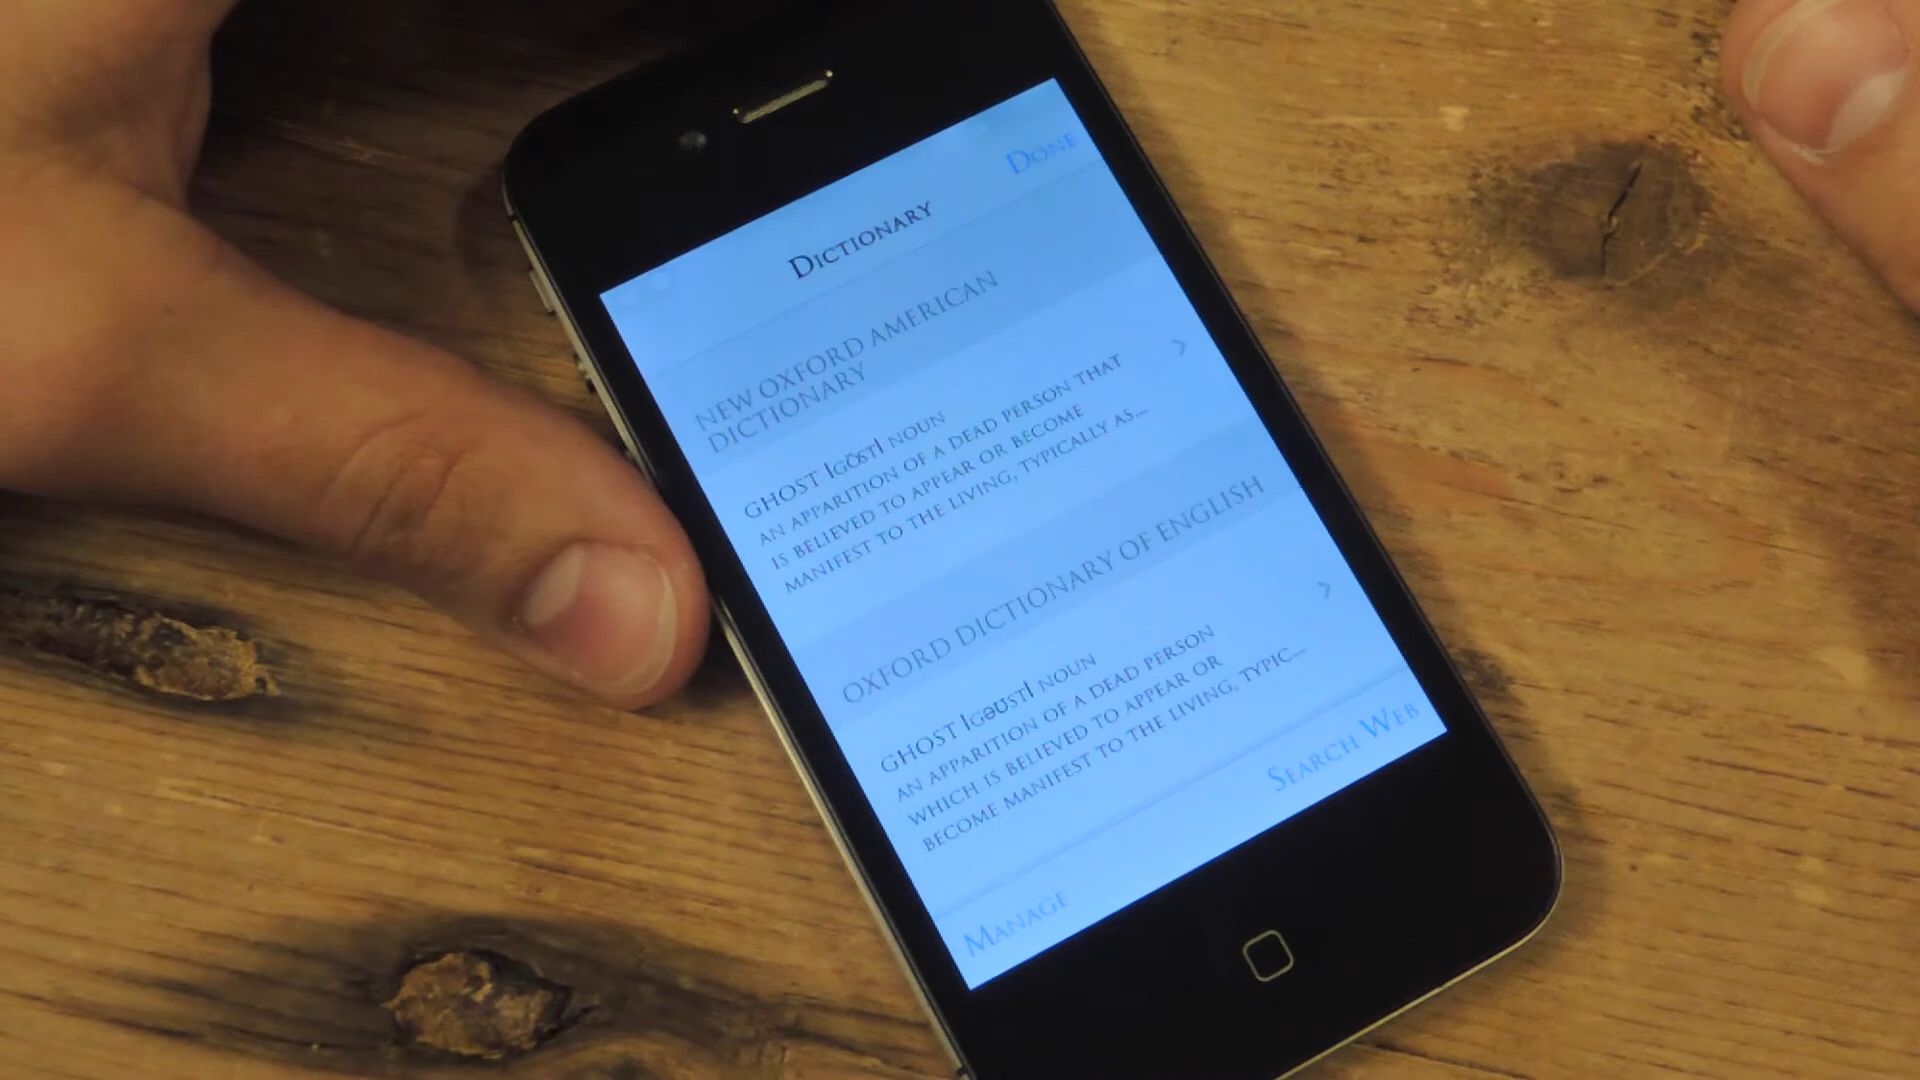 Done
Dictionary
NEW OXFORD AMERICAN
DICTIONARY
ghost |gōst| noun
an apparition of a dead person that
is believed to appear or become
manifest to the living, typically as...
OXFORD DICTIONARY OF ENGLISH
ghost |gəʊst| noun
an apparition of a dead person
which is believed to appear or
become manifest to the living, typic...
Manage
Search Web